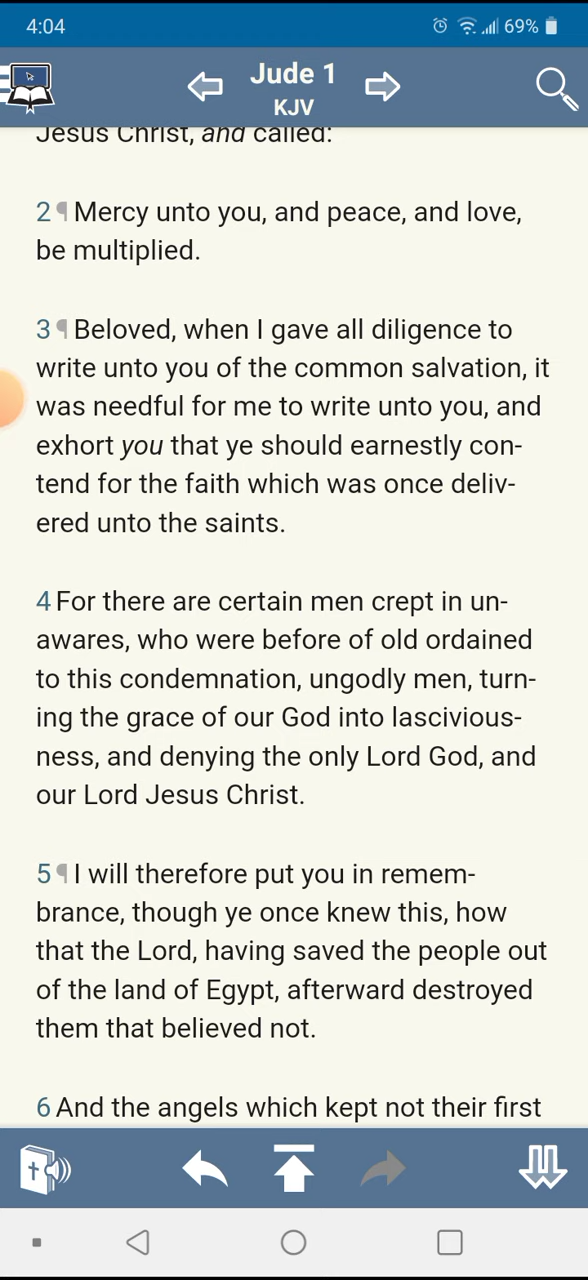 4:04 69%
Jude 1
KJV
Jesus Christ, and called:
2 ¶ Mercy unto you, and peace, and love,
be multiplied.
3 ¶ Beloved, when I gave all diligence to
write unto you of the common salvation, it
was needful for me to write unto you, and
exhort you that ye should earnestly con-
tend for the faith which was once deliv-
ered unto the saints.
4 For there are certain men crept in un-
awares, who were before of old ordained
to this condemnation, ungodly men, turn-
ing the grace of our God into lascivious-
ness, and denying the only Lord God, and
our Lord Jesus Christ.
5 ¶ I will therefore put you in remem-
brance, though ye once knew this, how
that the Lord, having saved the people out
of the land of Egypt, afterward destroyed
them that believed not.
6 And the angels which kept not their first